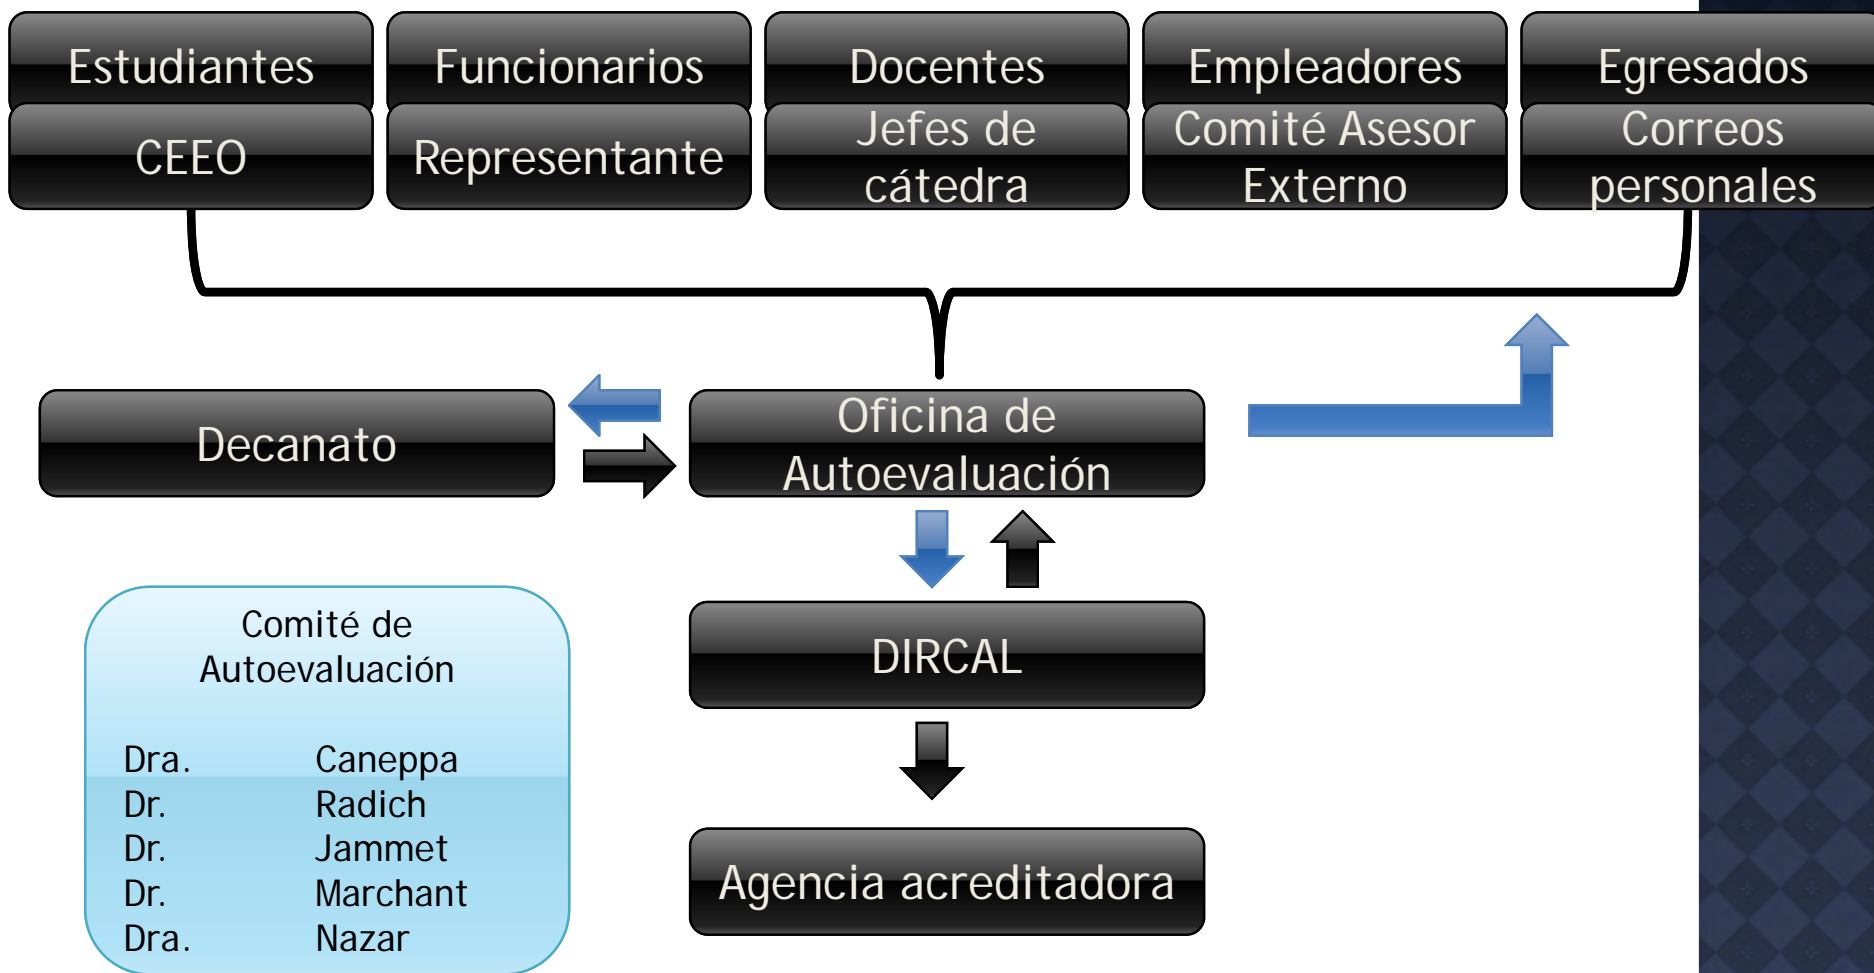 Estudiantes
Funcionarios
Docentes
Empleadores
Egresados
CEEO
Representante
Jefes de
cátedra
Comité Asesor
Externo
Correos
personales
Decanato
Oficina de
Autoevaluación
DIRCAL
Agencia acreditadora
Comité de
Autoevaluación
Dra. Caneppa
Dr. Radich
Dr. Jammet
Dr. Marchant
Dra. Nazar